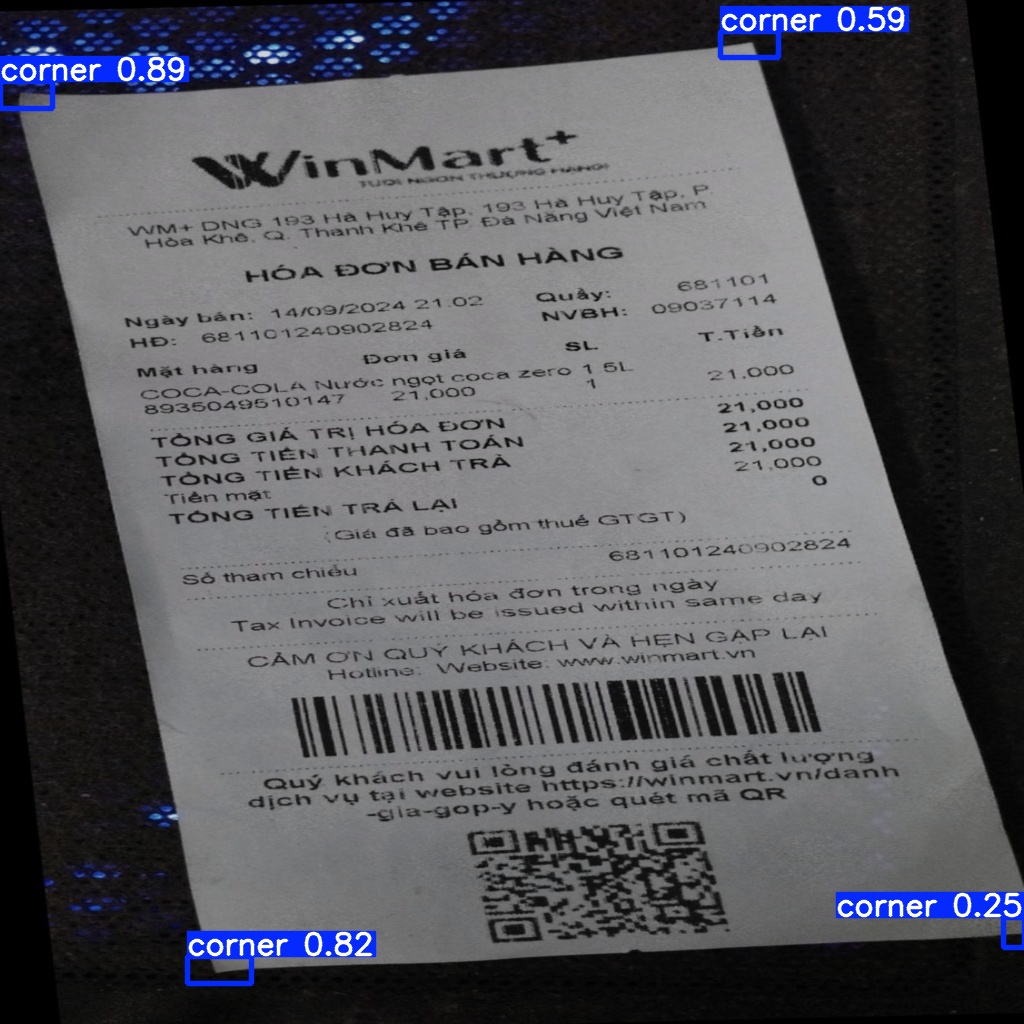 corner 0.59
corner 0.89
WinMart+
TƯƠI NGON THƯỢNG HẠNG!
WM+ DNG 193 Hà Huy Tập, 193 Hà Huy Tập, P.
Hòa Khê, Q. Thanh Khê TP. Đà Nẵng Việt Nam
HÓA ĐƠN BÁN HÀNG
Ngày bán: 14/09/2024 21:02 Quầy: 681101
HĐ: 681101240902824 NVBH: 09037114
Mặt hàng Đơn giá SL T.Tiền
COCA-COLA Nước ngọt coca zero 1.5L
8935049510147 21,000 1 21,000
TỔNG GIÁ TRỊ HÓA ĐƠN 21,000
TỔNG TIỀN THANH TOÁN 21,000
TỔNG TIỀN KHÁCH TRẢ 21,000
Tiền mặt 21,000
TỔNG TIỀN TRẢ LẠI 0
(Giá đã bao gồm thuế GTGT)
Số tham chiếu 681101240902824
Chỉ xuất hóa đơn trong ngày
Tax Invoice will be issued within same day
CẢM ƠN QUÝ KHÁCH VÀ HẸN GẶP LẠI
Hotline: Website: www.winmart.vn
Quý khách vui lòng đánh giá chất lượng
dịch vụ tại website https://winmart.vn/danh
-gia-gop-y hoặc quét mã QR
corner 0.25
corner 0.82